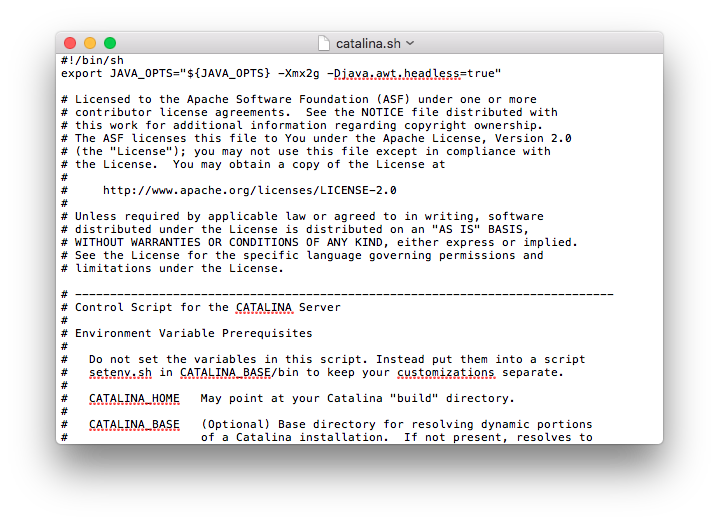 catalina.sh
#!/bin/sh
export JAVA_OPTS="${JAVA_OPTS} -Xmx2g -Djava.awt.headless=true"
# Licensed to the Apache Software Foundation (ASF) under one or more
# contributor license agreements.  See the NOTICE file distributed with
# this work for additional information regarding copyright ownership.
# The ASF licenses this file to You under the Apache License, Version 2.0
# (the "License"); you may not use this file except in compliance with
# the License.  You may obtain a copy of the License at
#
#     http://www.apache.org/licenses/LICENSE-2.0
#
# Unless required by applicable law or agreed to in writing, software
# distributed under the License is distributed on an "AS IS" BASIS,
# WITHOUT WARRANTIES OR CONDITIONS OF ANY KIND, either express or implied.
# See the License for the specific language governing permissions and
# limitations under the License.
# -----------------------------------------------------------------------------
# Control Script for the CATALINA Server
#
# Environment Variable Prerequisites
#
#   Do not set the variables in this script. Instead put them into a script
#   setenv.sh in CATALINA_BASE/bin to keep your customizations separate.
#
#   CATALINA_HOME   May point at your Catalina "build" directory.
#
#   CATALINA_BASE   (Optional) Base directory for resolving dynamic portions
#                   of a Catalina installation.  If not present, resolves to